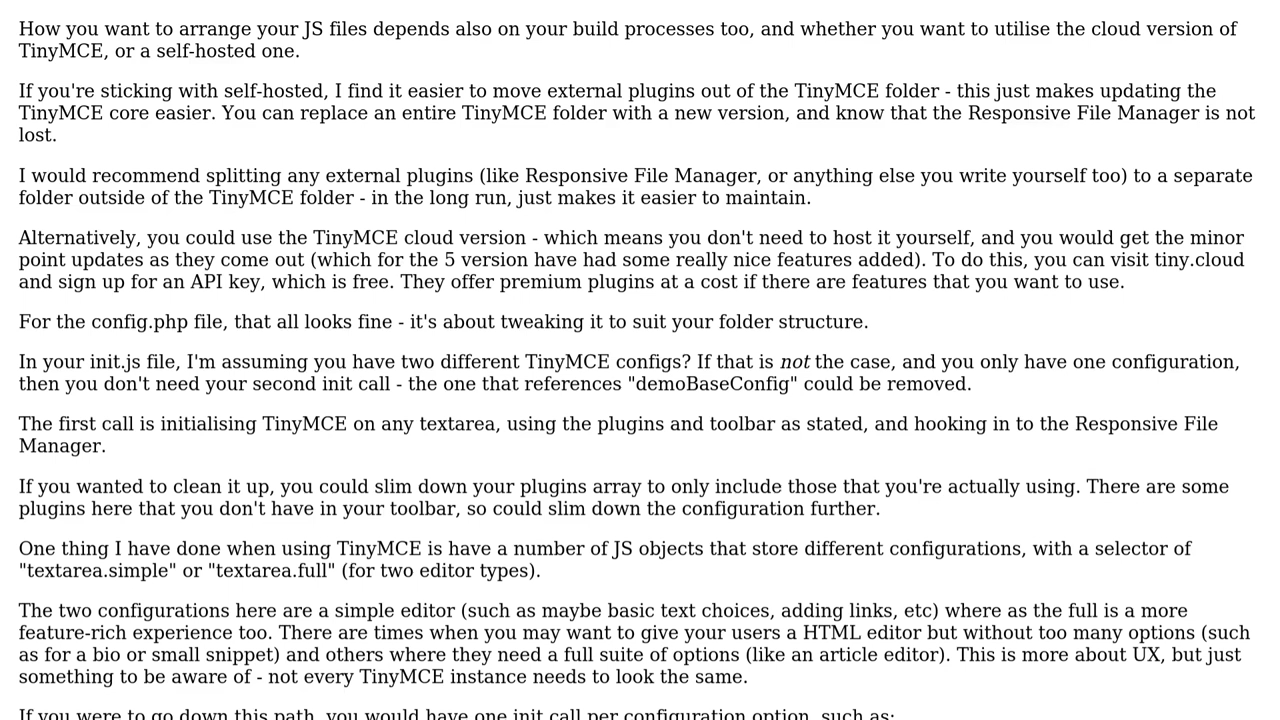 How you want to arrange your JS files depends also on your build processes too, and whether you want to utilise the cloud version of
TinyMCE, or a self-hosted one.
If you're sticking with self-hosted, I find it easier to move external plugins out of the TinyMCE folder - this just makes updating the
TinyMCE core easier. You can replace an entire TinyMCE folder with a new version, and know that the Responsive File Manager is not
lost.
I would recommend splitting any external plugins (like Responsive File Manager, or anything else you write yourself too) to a separate
folder outside of the TinyMCE folder - in the long run, just makes it easier to maintain.
Alternatively, you could use the TinyMCE cloud version - which means you don't need to host it yourself, and you would get the minor
point updates as they come out (which for the 5 version have had some really nice features added). To do this, you can visit tiny.cloud
and sign up for an API key, which is free. They offer premium plugins at a cost if there are features that you want to use.
For the config.php file, that all looks fine - it's about tweaking it to suit your folder structure.
In your init.js file, I'm assuming you have two different TinyMCE configs? If that is not the case, and you only have one configuration,
then you don't need your second init call - the one that references "demoBaseConfig" could be removed.
The first call is initialising TinyMCE on any textarea, using the plugins and toolbar as stated, and hooking in to the Responsive File
Manager.
If you wanted to clean it up, you could slim down your plugins array to only include those that you're actually using. There are some
plugins here that you don't have in your toolbar, so could slim down the configuration further.
One thing I have done when using TinyMCE is have a number of JS objects that store different configurations, with a selector of
"textarea.simple" or "textarea.full" (for two editor types).
The two configurations here are a simple editor (such as maybe basic text choices, adding links, etc) where as the full is a more
feature-rich experience too. There are times when you may want to give your users a HTML editor but without too many options (such
as for a bio or small snippet) and others where they need a full suite of options (like an article editor). This is more about UX, but just
something to be aware of - not every TinyMCE instance needs to look the same.
If you were to go down this path, you would have one init call per configuration option, such as: